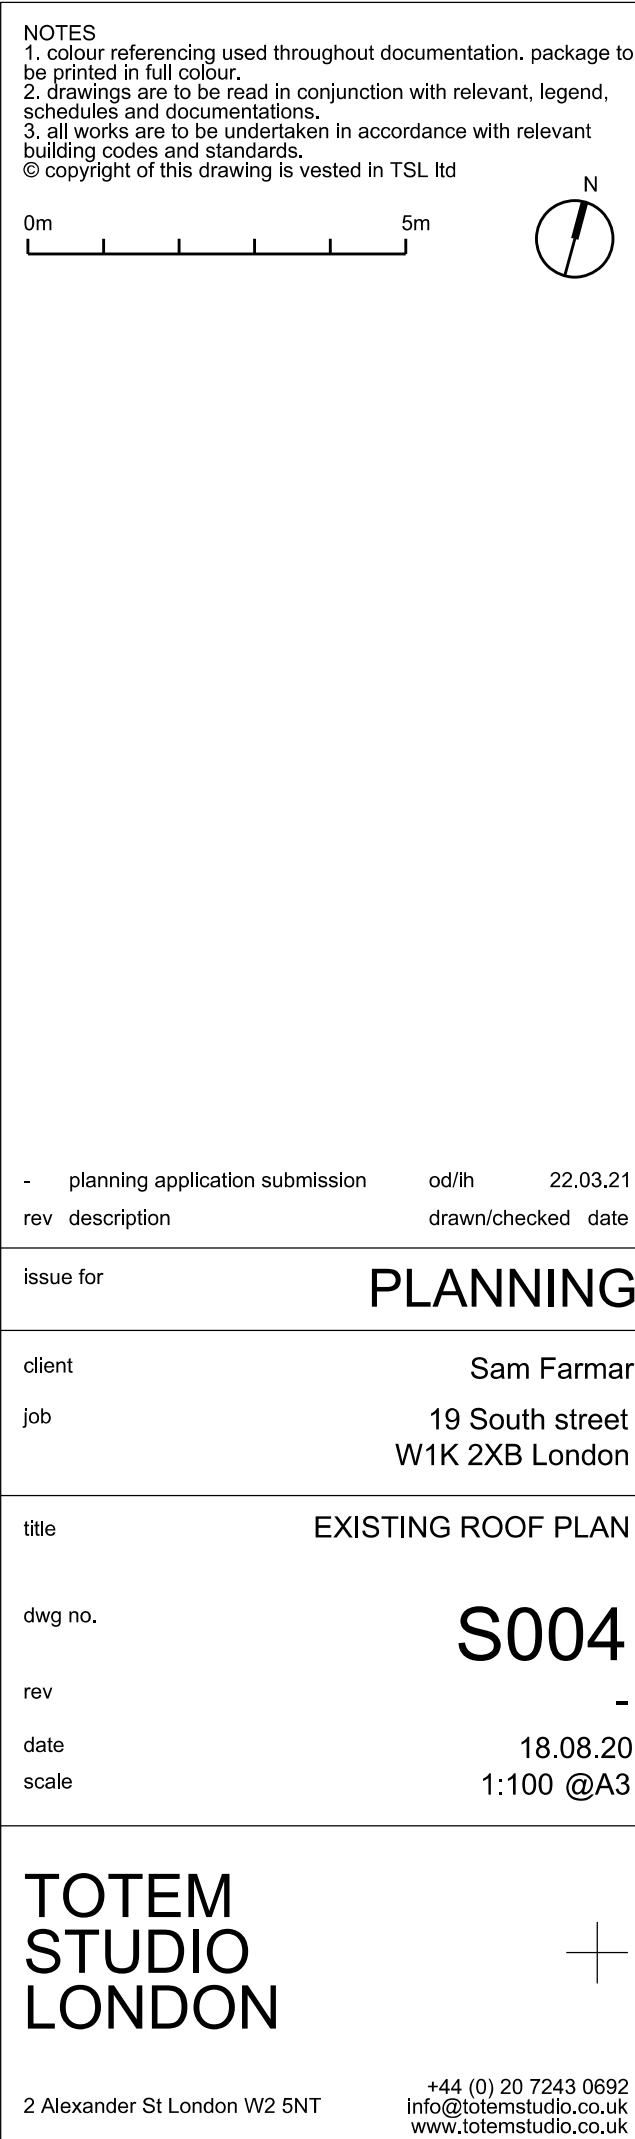 NOTES
1. colour referencing used throughout documentation. package to
be printed in full colour.
2. drawings are to be read in conjunction with relevant, legend,
schedules and documentations.
3. all works are to be undertaken in accordance with relevant
building codes and standards.
© copyright of this drawing is vested in TSL ltd
N
0m 5m
- planning application submission od/ih 22.03.21
rev description drawn/checked date
issue for PLANNING
client Sam Farmar
job 19 South street
W1K 2XB London
title EXISTING ROOF PLAN
dwg no. S004
rev -
date 18.08.20
scale 1:100 @A3
TOTEM
STUDIO
LONDON
+44 (0) 20 7243 0692
2 Alexander St London W2 5NT info@totemstudio.co.uk
www.totemstudio.co.uk